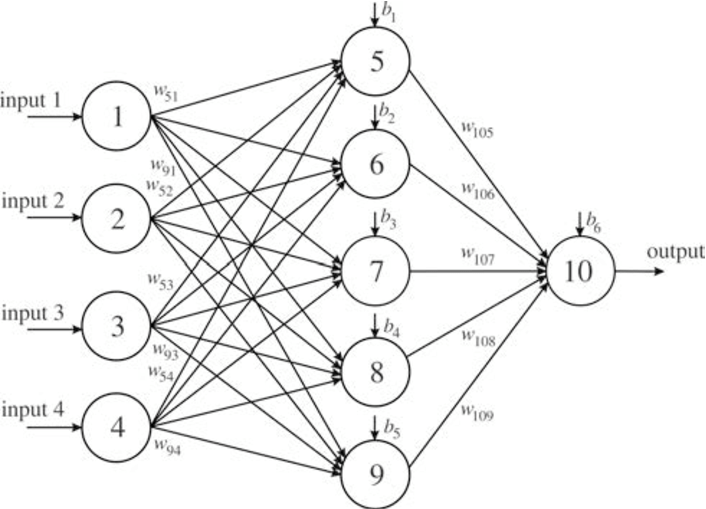 input 1
input 2
input 3
input 4
1
2
3
4
w51
w91
w52
w53
w93
w54
w94
b1
5
b2
6
b3
7
b4
8
b5
9
w105
w106
w107
w108
w109
b6
10
output